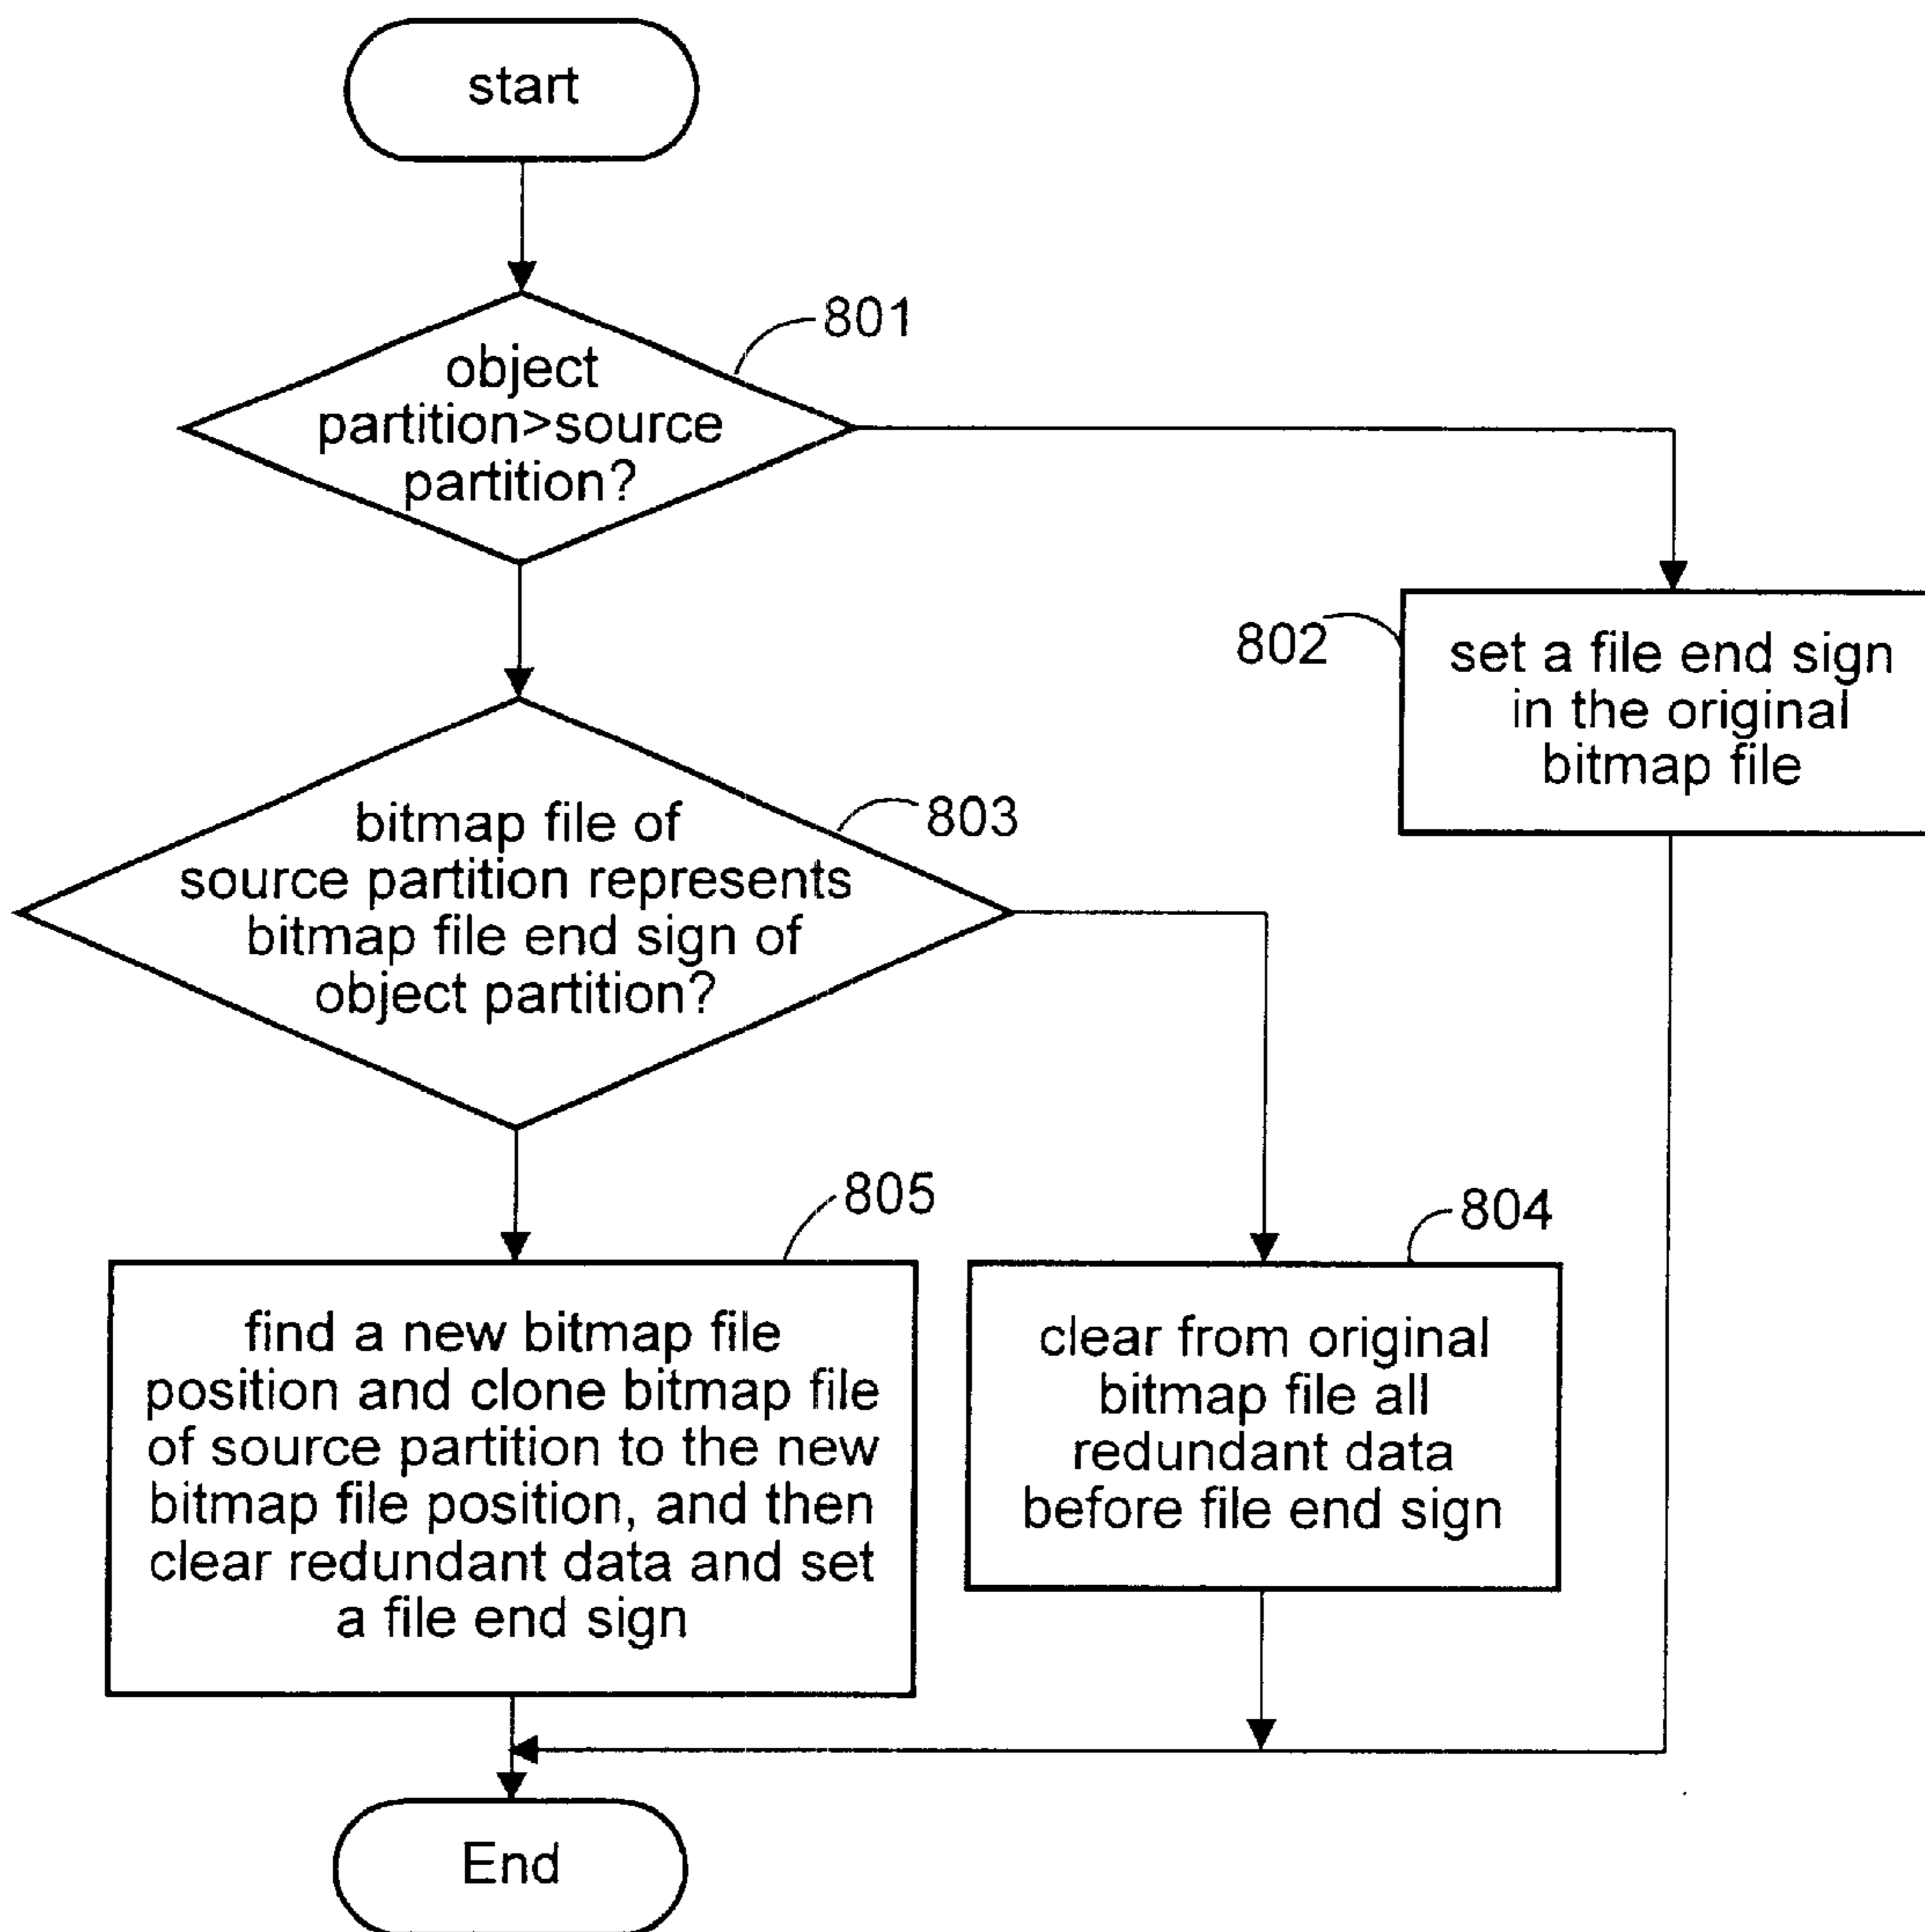 start
801
object
partition>source
partition?
802
set a file end sign
in the original
bitmap file
803
bitmap file of
source partition represents
bitmap file end sign of
object partition?
805
find a new bitmap file
position and clone bitmap file
of source partition to the new
bitmap file position, and then
clear redundant data and set
a file end sign
804
clear from original
bitmap file all
redundant data
before file end sign
End